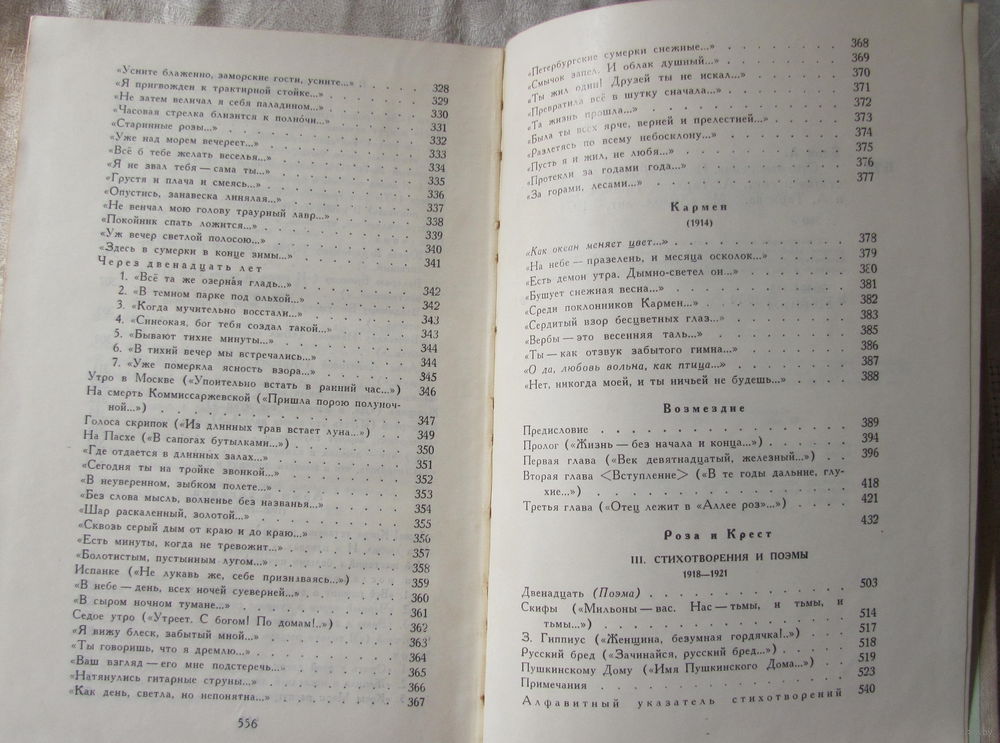 «Усните блаженно, заморские гости, усните...» . . . . 328
«Я пригвожден к трактирной стойке...» . . . . 329
«Не затем величал я себя паладином...» . . . . 330
«Часовая стрелка близится к полночи...» . . . . 331
«Старинные розы...» . . . . 332
«Уже над морем вечереет...» . . . . 333
«Всё б тебе желать веселья...» . . . . 334
«Я не звал тебя — сама ты...» . . . . 335
«Грустя и плача и смеясь...» . . . . 336
«Опустись, занавеска линялая...» . . . . 337
«Не венчал мою голову траурный лавр...» . . . . 338
«Покойник спать ложится...» . . . . 339
«Уж вечер светлой полосою...» . . . . 340
«Здесь в сумерки в конце зимы...» . . . . 341
Через двенадцать лет
1. «Всё та же озерная гладь...» . . . . 342
2. «В темном парке под ольхой...» . . . . 342
3. «Когда мучительно восстали...» . . . . 343
4. «Синеокая, бог тебя создал такой...» . . . . 343
5. «Бывают тихие минуты...» . . . . 344
6. «В тихий вечер мы встречались...» . . . . 344
7. «Уже померкла ясность взора...» . . . . 345
Утро в Москве («Упоительно встать в ранний час...») 346
На смерть Комиссаржевской («Пришла порою полуноч-
ной...») . . . . 347
Голоса скрипок («Из длинных трав встает луна...») . . 349
На Пасхе («В сапогах бутылками...») . . . . 350
«Где отдается в длинных залах...» . . . . 351
«Сегодня ты на тройке звонкой...» . . . . 352
«В неуверенном, зыбком полете...» . . . . 353
«Без слова мысль, волненье без названья...» . . . . 354
«Шар раскаленный, золотой...» . . . . 355
«Сквозь серый дым от краю и до краю...» . . . . 356
«Есть минуты, когда не тревожит...» . . . . 357
«Болотистым, пустынным лугом...» . . . . 358
Испанке («Не лукавь же, себе признаваясь...») . . . . 359
«В небе — день, всех ночей суеверней...» . . . . 360
«В сыром ночном тумане...» . . . . 361
Седое утро («Утреет. С богом! По домам!..») . . . . 362
«Я вижу блеск, забытый мной...» . . . . 363
«Ты говоришь, что я дремлю...» . . . . 364
«Ваш взгляд — его мне подстеречь...» . . . . 365
«Натянулись гитарные струны...» . . . . 366
«Как день, светла, но непонятна...» . . . . 367
556
«Петербургские сумерки снежные...» . . . . 368
«Смычок запел. И облак душный...» . . . . 369
«Ты жил один! Друзей ты не искал...» . . . . 370
«Превратила всё в шутку сначала...» . . . . 371
«Та жизнь прошла...» . . . . 372
«Была ты всех ярче, верней и прелестней...» . . . . 373
«Разлетясь по всему небосклону...» . . . . 374
«Пусть я и жил, не любя...» . . . . 375
«Протекли за годами года...» . . . . 376
«За горами, лесами...» . . . . 377
Кармен
(1914)
«Как океан меняет цвет...» . . . . 378
«На небе — празелень, и месяца осколок...» . . . . 379
«Есть демон утра. Дымно-светел он...» . . . . 380
«Бушует снежная весна...» . . . . 381
«Среди поклонников Кармен...» . . . . 382
«Сердитый взор бесцветных глаз...» . . . . 383
«Вербы — это весенняя таль...» . . . . 385
«Ты — как отзвук забытого гимна...» . . . . 386
«О да, любовь вольна, как птица...» . . . . 387
«Нет, никогда моей, и ты ничьей не будешь...» . . . . 388
Возмездие
Предисловие . . . . 389
Пролог («Жизнь — без начала и конца...») . . . . 394
Первая глава («Век девятнадцатый, железный...») . . 396
Вторая глава <Вступление> («В те годы дальние, глу-
хие...») . . . . 418
Третья глава («Отец лежит в «Аллее роз»...») . . . . 421
Роза и Крест 432
III. СТИХОТВОРЕНИЯ И ПОЭМЫ
1918—1921
Двенадцать (Поэма) . . . . 503
Скифы («Мильоны — вас. Нас — тьмы, и тьмы, и
тьмы...») . . . . 514
З. Гиппиус («Женщина, безумная гордячка!..») . . . . 517
Русский бред («Зачинайся, русский бред...») . . . . 518
Пушкинскому Дому («Имя Пушкинского Дома...») . . 519
Примечания . . . . 523
Алфавитный указатель стихотворений 540